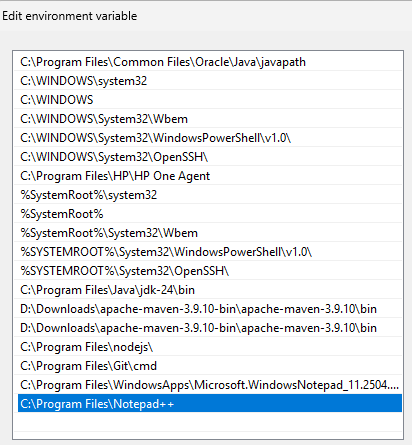 Edit environment variable
C:\Program Files\Common Files\Oracle\Java\javapath
C:\WINDOWS\system32
C:\WINDOWS
C:\WINDOWS\System32\Wbem
C:\WINDOWS\System32\WindowsPowerShell\v1.0\
C:\WINDOWS\System32\OpenSSH\
C:\Program Files\HP\HP One Agent
%SystemRoot%\system32
%SystemRoot%
%SystemRoot%\System32\Wbem
%SYSTEMROOT%\System32\WindowsPowerShell\v1.0\
%SYSTEMROOT%\System32\OpenSSH\
C:\Program Files\Java\jdk-24\bin
D:\Downloads\apache-maven-3.9.10-bin\apache-maven-3.9.10\bin
D:\Downloads\apache-maven-3.9.10-bin\apache-maven-3.9.10\bin
C:\Program Files\nodejs\
C:\Program Files\Git\cmd
C:\Program Files\WindowsApps\Microsoft.WindowsNotepad_11.2504....
C:\Program Files\Notepad++